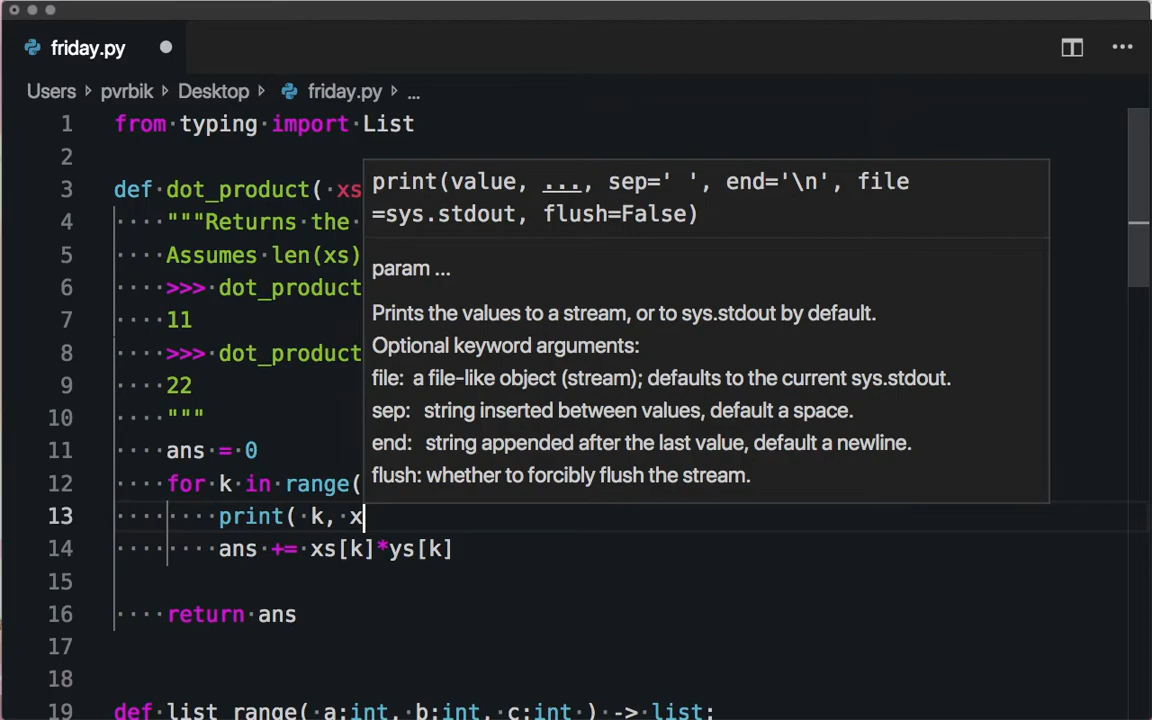 friday.py
Users pvrbik Desktop friday.py ...
1 from typing import List
2
3 def dot_product( xs
4 """Returns the
5 Assumes len(xs)
6 >>> dot_product
7 11
8 >>> dot_product
9 22
10 """
11 ans = 0
12 for k in range(
13 print( k, x
14 ans += xs[k]*ys[k]
15
16 return ans
17
18
19 def list_range( a:int, b:int, c:int ) -> list:
print(value, ..., sep=' ', end='\n', file
=sys.stdout, flush=False)
param ...
Prints the values to a stream, or to sys.stdout by default.
Optional keyword arguments:
file: a file-like object (stream); defaults to the current sys.stdout.
sep: string inserted between values, default a space.
end: string appended after the last value, default a newline.
flush: whether to forcibly flush the stream.